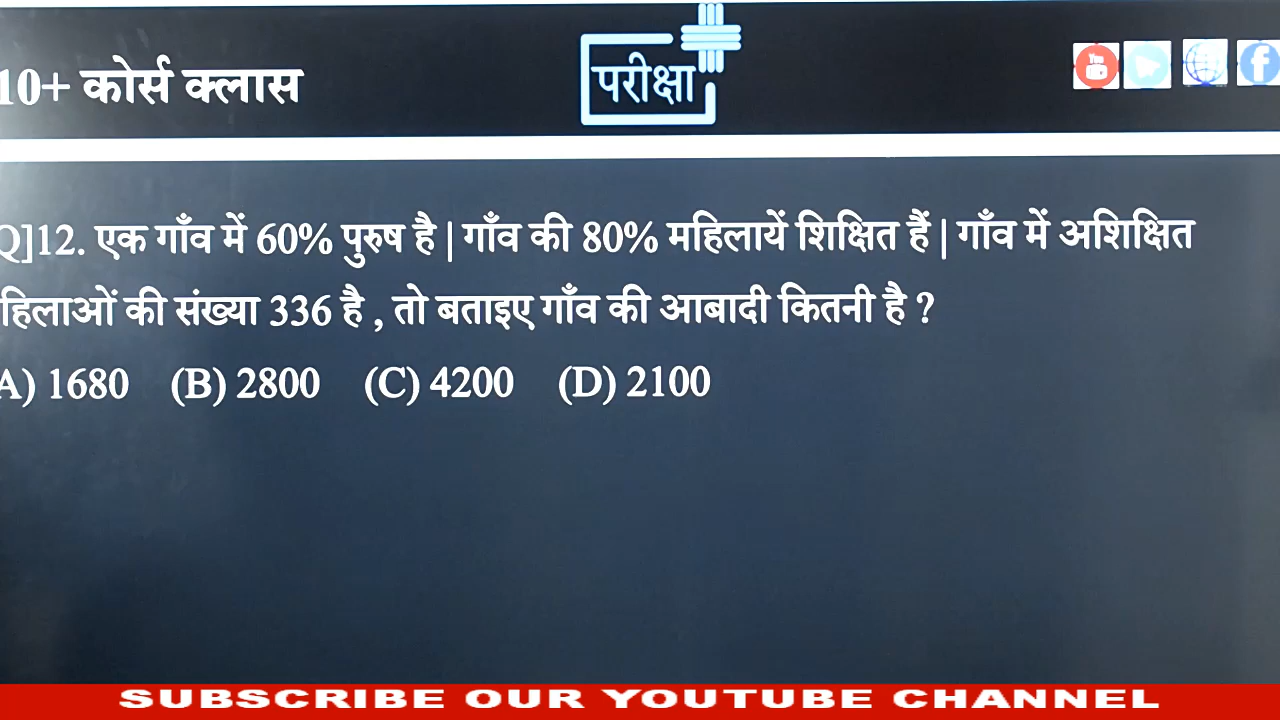 10+ कोर्स क्लास
परीक्षा
You
Q]12. एक गाँव में 60% पुरुष है | गाँव की 80% महिलायें शिक्षित हैं | गाँव में अशिक्षित
हिलाओं की संख्या 336 है , तो बताइए गाँव की आबादी कितनी है ?
A) 1680 (B) 2800 (C) 4200 (D) 2100
SUBSCRIBE OUR YOUTUBE CHANNEL